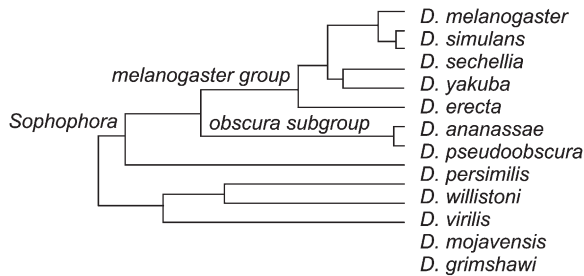 D. melanogaster
D. simulans
D. sechellia
melanogaster group
D. yakuba
D. erecta
Sophophora
obscura subgroup
D. ananassae
D. pseudoobscura
D. persimilis
D. willistoni
D. virilis
D. mojavensis
D. grimshawi